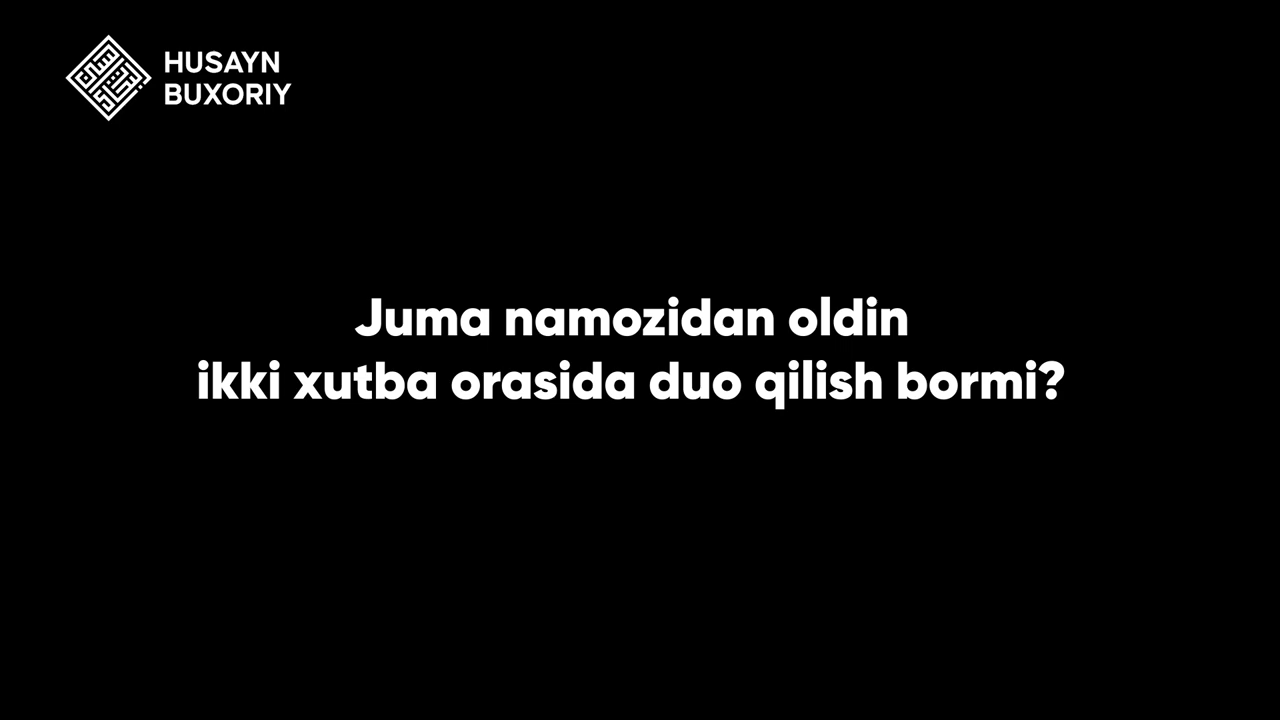 HUSAYN
BUXORIY
Juma namozidan oldin
ikki xutba orasida duo qilish bormi?